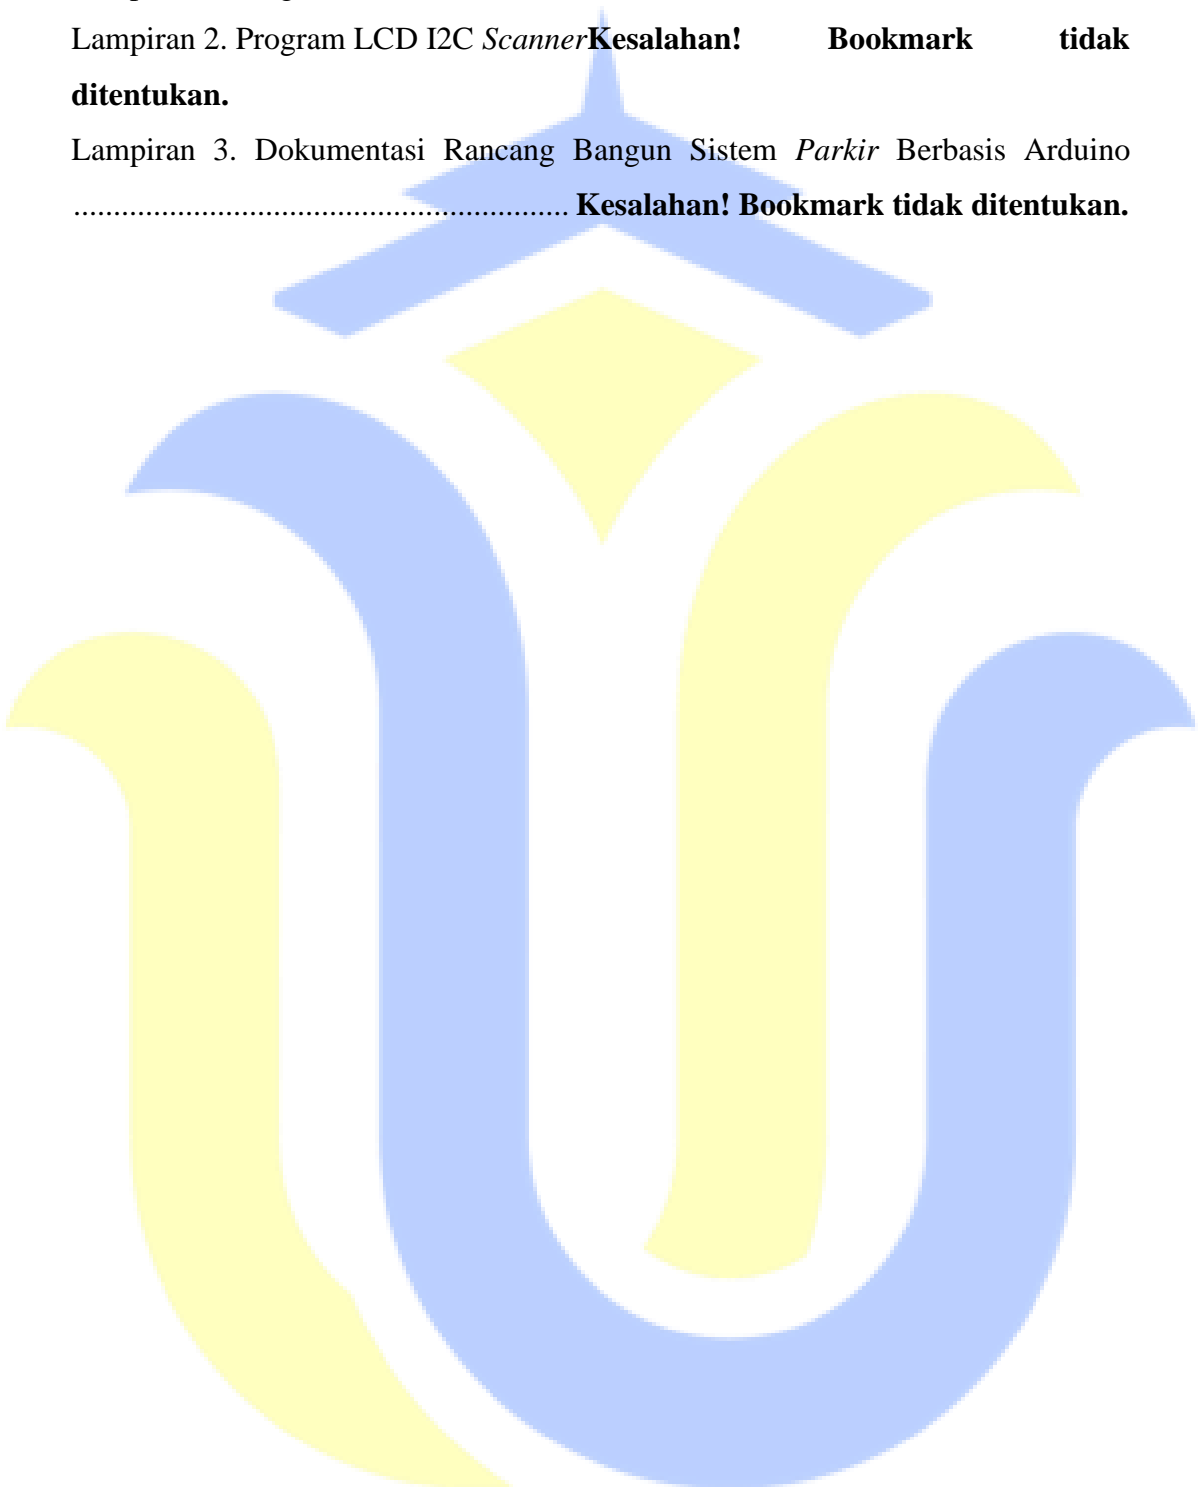 Lampiran 2. Program LCD I2C ScannerKesalahan! Bookmark tidak
ditentukan.
Lampiran 3. Dokumentasi Rancang Bangun Sistem Parkir Berbasis Arduino
.............................................................. Kesalahan! Bookmark tidak ditentukan.